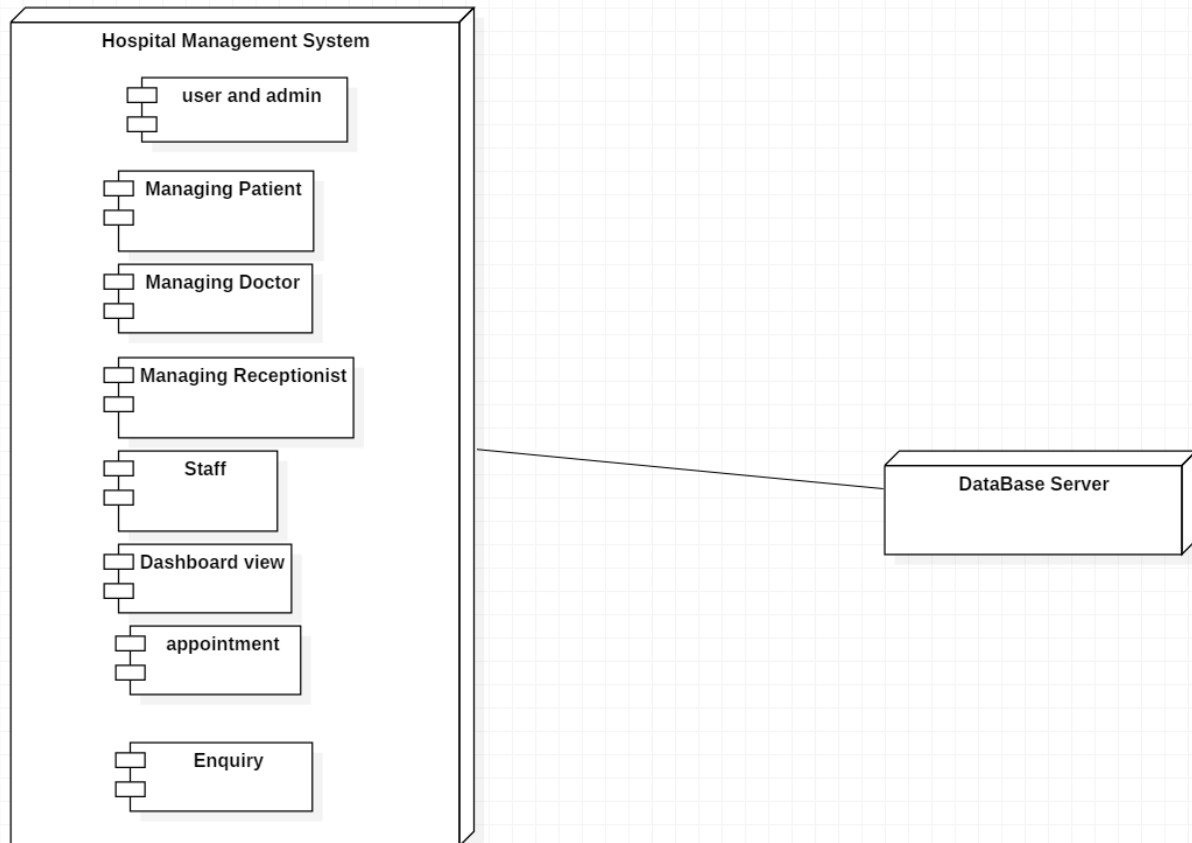 Hospital Management System
user and admin
Managing Patient
Managing Doctor
Managing Receptionist
Staff
Dashboard view
appointment
Enquiry
DataBase Server